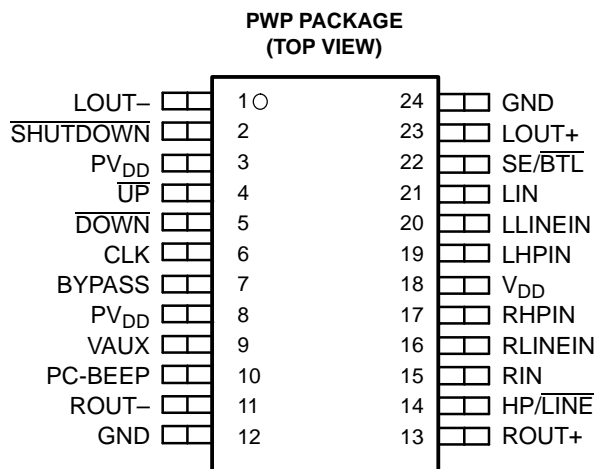 PWP PACKAGE
(TOP VIEW)
LOUT– 1 24 GND
SHUTDOWN 2 23 LOUT+
PVDD 3 22 SE/BTL
UP 4 21 LIN
DOWN 5 20 LLINEIN
CLK 6 19 LHPIN
BYPASS 7 18 VDD
PVDD 8 17 RHPIN
VAUX 9 16 RLINEIN
PC-BEEP 10 15 RIN
ROUT– 11 14 HP/LINE
GND 12 13 ROUT+